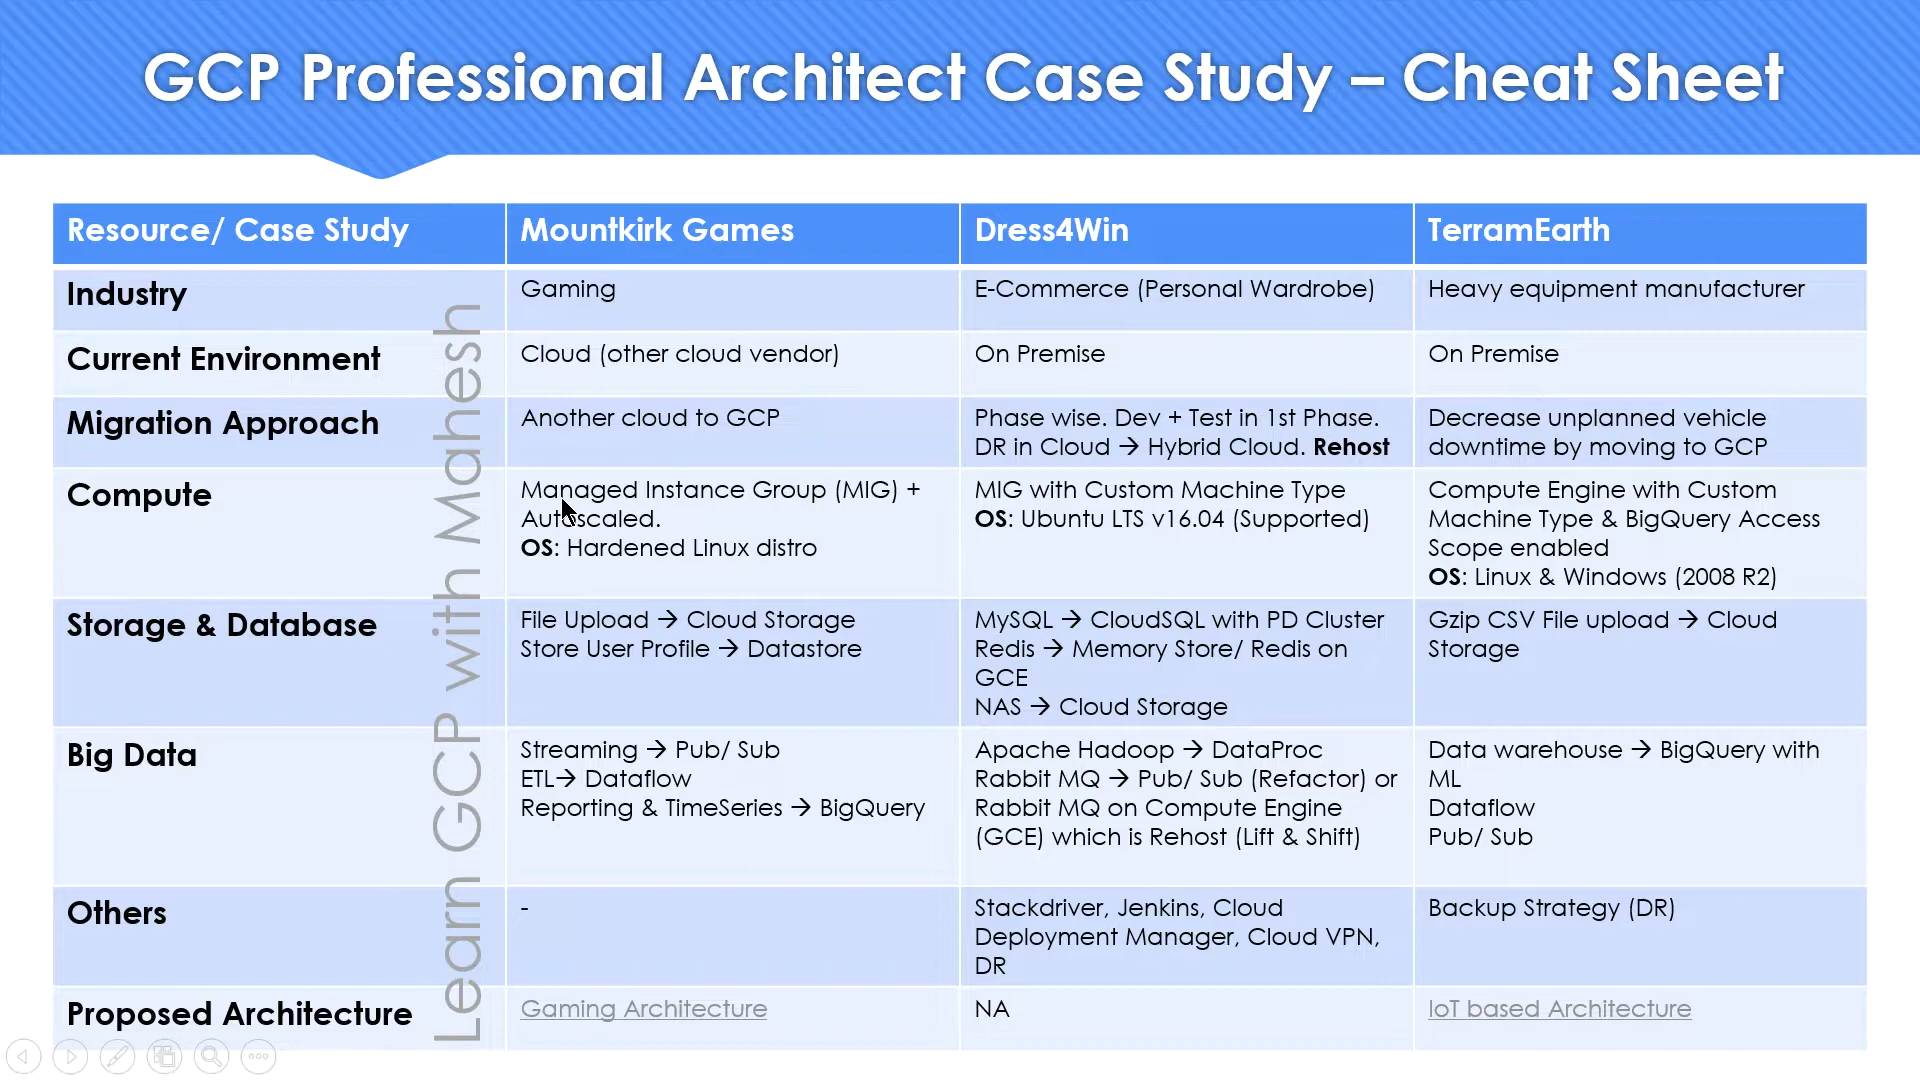 GCP Professional Architect Case Study – Cheat Sheet
Resource/ Case Study
Mountkirk Games
Dress4Win
TerramEarth
Industry
Gaming
E-Commerce (Personal Wardrobe)
Heavy equipment manufacturer
Current Environment
Cloud (other cloud vendor)
On Premise
On Premise
Migration Approach
Another cloud to GCP
Phase wise. Dev + Test in 1st Phase.
DR in Cloud → Hybrid Cloud. Rehost
Decrease unplanned vehicle
downtime by moving to GCP
Compute
Managed Instance Group (MIG) +
Autoscaled.
OS: Hardened Linux distro
MIG with Custom Machine Type
OS: Ubuntu LTS v16.04 (Supported)
Compute Engine with Custom
Machine Type & BigQuery Access
Scope enabled
OS: Linux & Windows (2008 R2)
Storage & Database
File Upload → Cloud Storage
Store User Profile → Datastore
MySQL → CloudSQL with PD Cluster
Redis → Memory Store/ Redis on
GCE
NAS → Cloud Storage
Gzip CSV File upload → Cloud
Storage
Big Data
Streaming → Pub/ Sub
ETL→ Dataflow
Reporting & TimeSeries → BigQuery
Apache Hadoop → DataProc
Rabbit MQ → Pub/ Sub (Refactor) or
Rabbit MQ on Compute Engine
(GCE) which is Rehost (Lift & Shift)
Data warehouse → BigQuery with
ML
Dataflow
Pub/ Sub
Others
-
Stackdriver, Jenkins, Cloud
Deployment Manager, Cloud VPN,
DR
Backup Strategy (DR)
Proposed Architecture
Gaming Architecture
NA
IoT based Architecture
Learn GCP with Mahesh